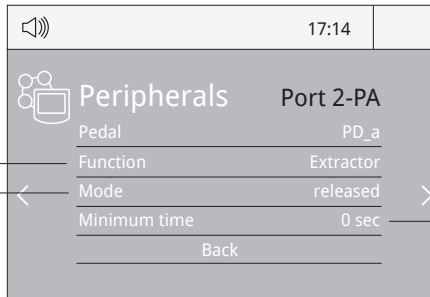 17:14
Peripherals Port 2-PA
Pedal PD_a
Function Extractor
Mode released
Minimum time 0 sec
Back